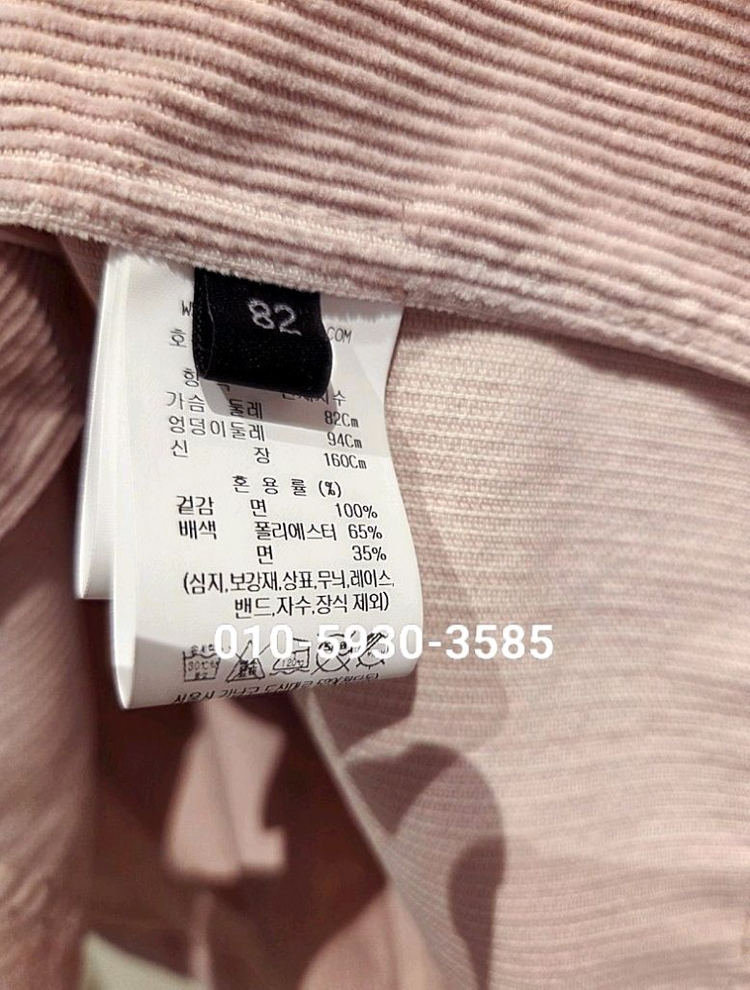 82
COM
호
가슴 둘레 82Cm
엉덩이둘레 94Cm
신 장 160Cm
혼 용 률 (%)
겉감 면 100%
배색 폴리에스터 65%
면 35%
(심지,보강재,상표,무늬,레이스,
밴드,자수,장식 제외)
010-5930-3585